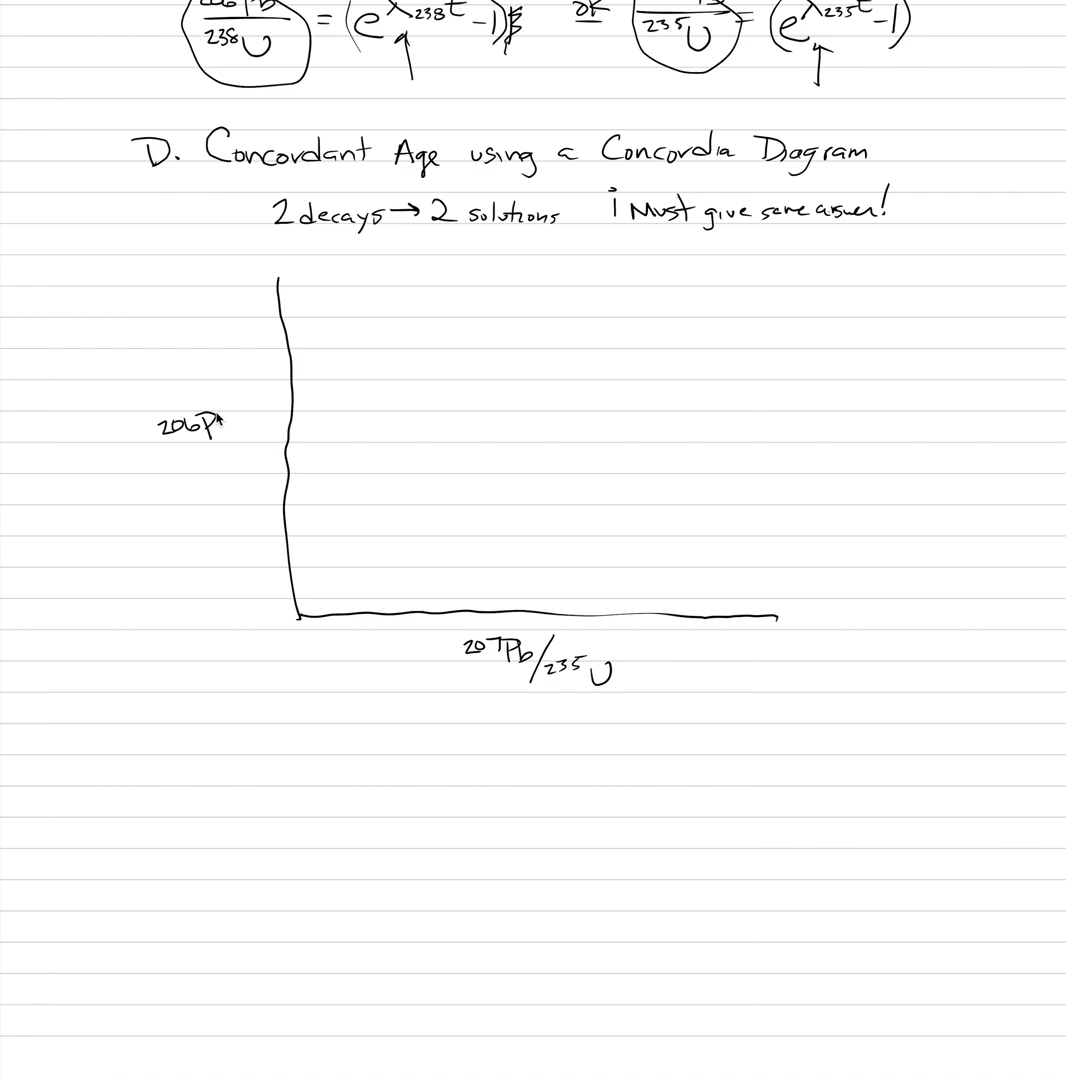 ²³⁸U = (e^λ₂₃₈t -1) or ²³⁵U = (e^λ₂₃₅t -1)
D. Concordant Age using a Concordia Diagram
2 decays → 2 solutions ¡ Must give same answer!
²⁰⁶P
²⁰⁷Pb/²³⁵U